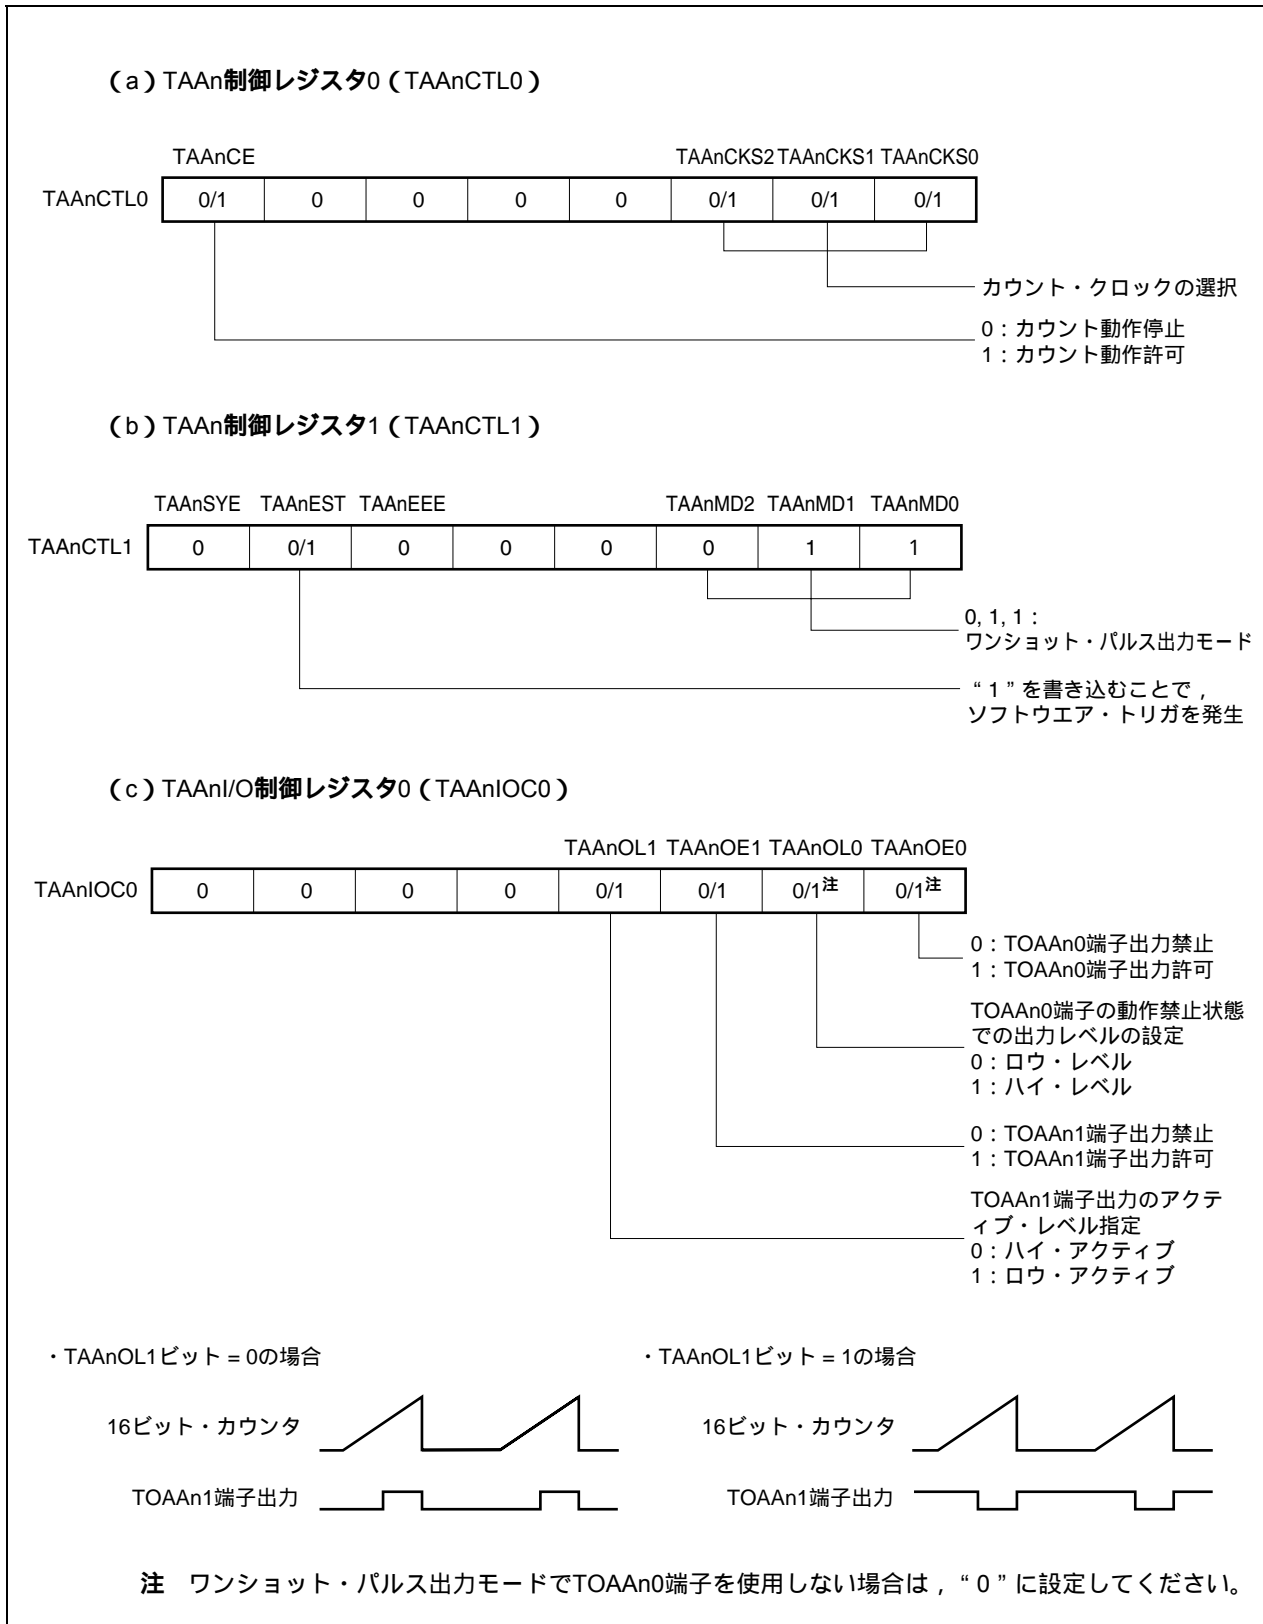 （a）TAAn制御レジスタ0（TAAnCTL0）
TAAnCE TAAnCKS2 TAAnCKS1 TAAnCKS0
TAAnCTL0 0/1 0 0 0 0 0/1 0/1 0/1
カウント・クロックの選択
0：カウント動作停止
1：カウント動作許可
（b）TAAn制御レジスタ1（TAAnCTL1）
TAAnSYE TAAnEST TAAnEEE TAAnMD2 TAAnMD1 TAAnMD0
TAAnCTL1 0 0/1 0 0 0 0 1 1
0, 1, 1：
ワンショット・パルス出力モード
“1”を書き込むことで，
ソフトウエア・トリガを発生
（c）TAAnI/O制御レジスタ0（TAAnIOC0）
TAAnOL1 TAAnOE1 TAAnOL0 TAAnOE0
TAAnIOC0 0 0 0 0 0/1 0/1 0/1注 0/1注
0：TOAAn0端子出力禁止
1：TOAAn0端子出力許可
TOAAn0端子の動作禁止状態
での出力レベルの設定
0：ロウ・レベル
1：ハイ・レベル
0：TOAAn1端子出力禁止
1：TOAAn1端子出力許可
TOAAn1端子出力のアクテ
ィブ・レベル指定
0：ハイ・アクティブ
1：ロウ・アクティブ
・TAAnOL1ビット = 0の場合
16ビット・カウンタ
TOAAn1端子出力
・TAAnOL1ビット = 1の場合
16ビット・カウンタ
TOAAn1端子出力
注 ワンショット・パルス出力モードでTOAAn0端子を使用しない場合は，“0”に設定してください。